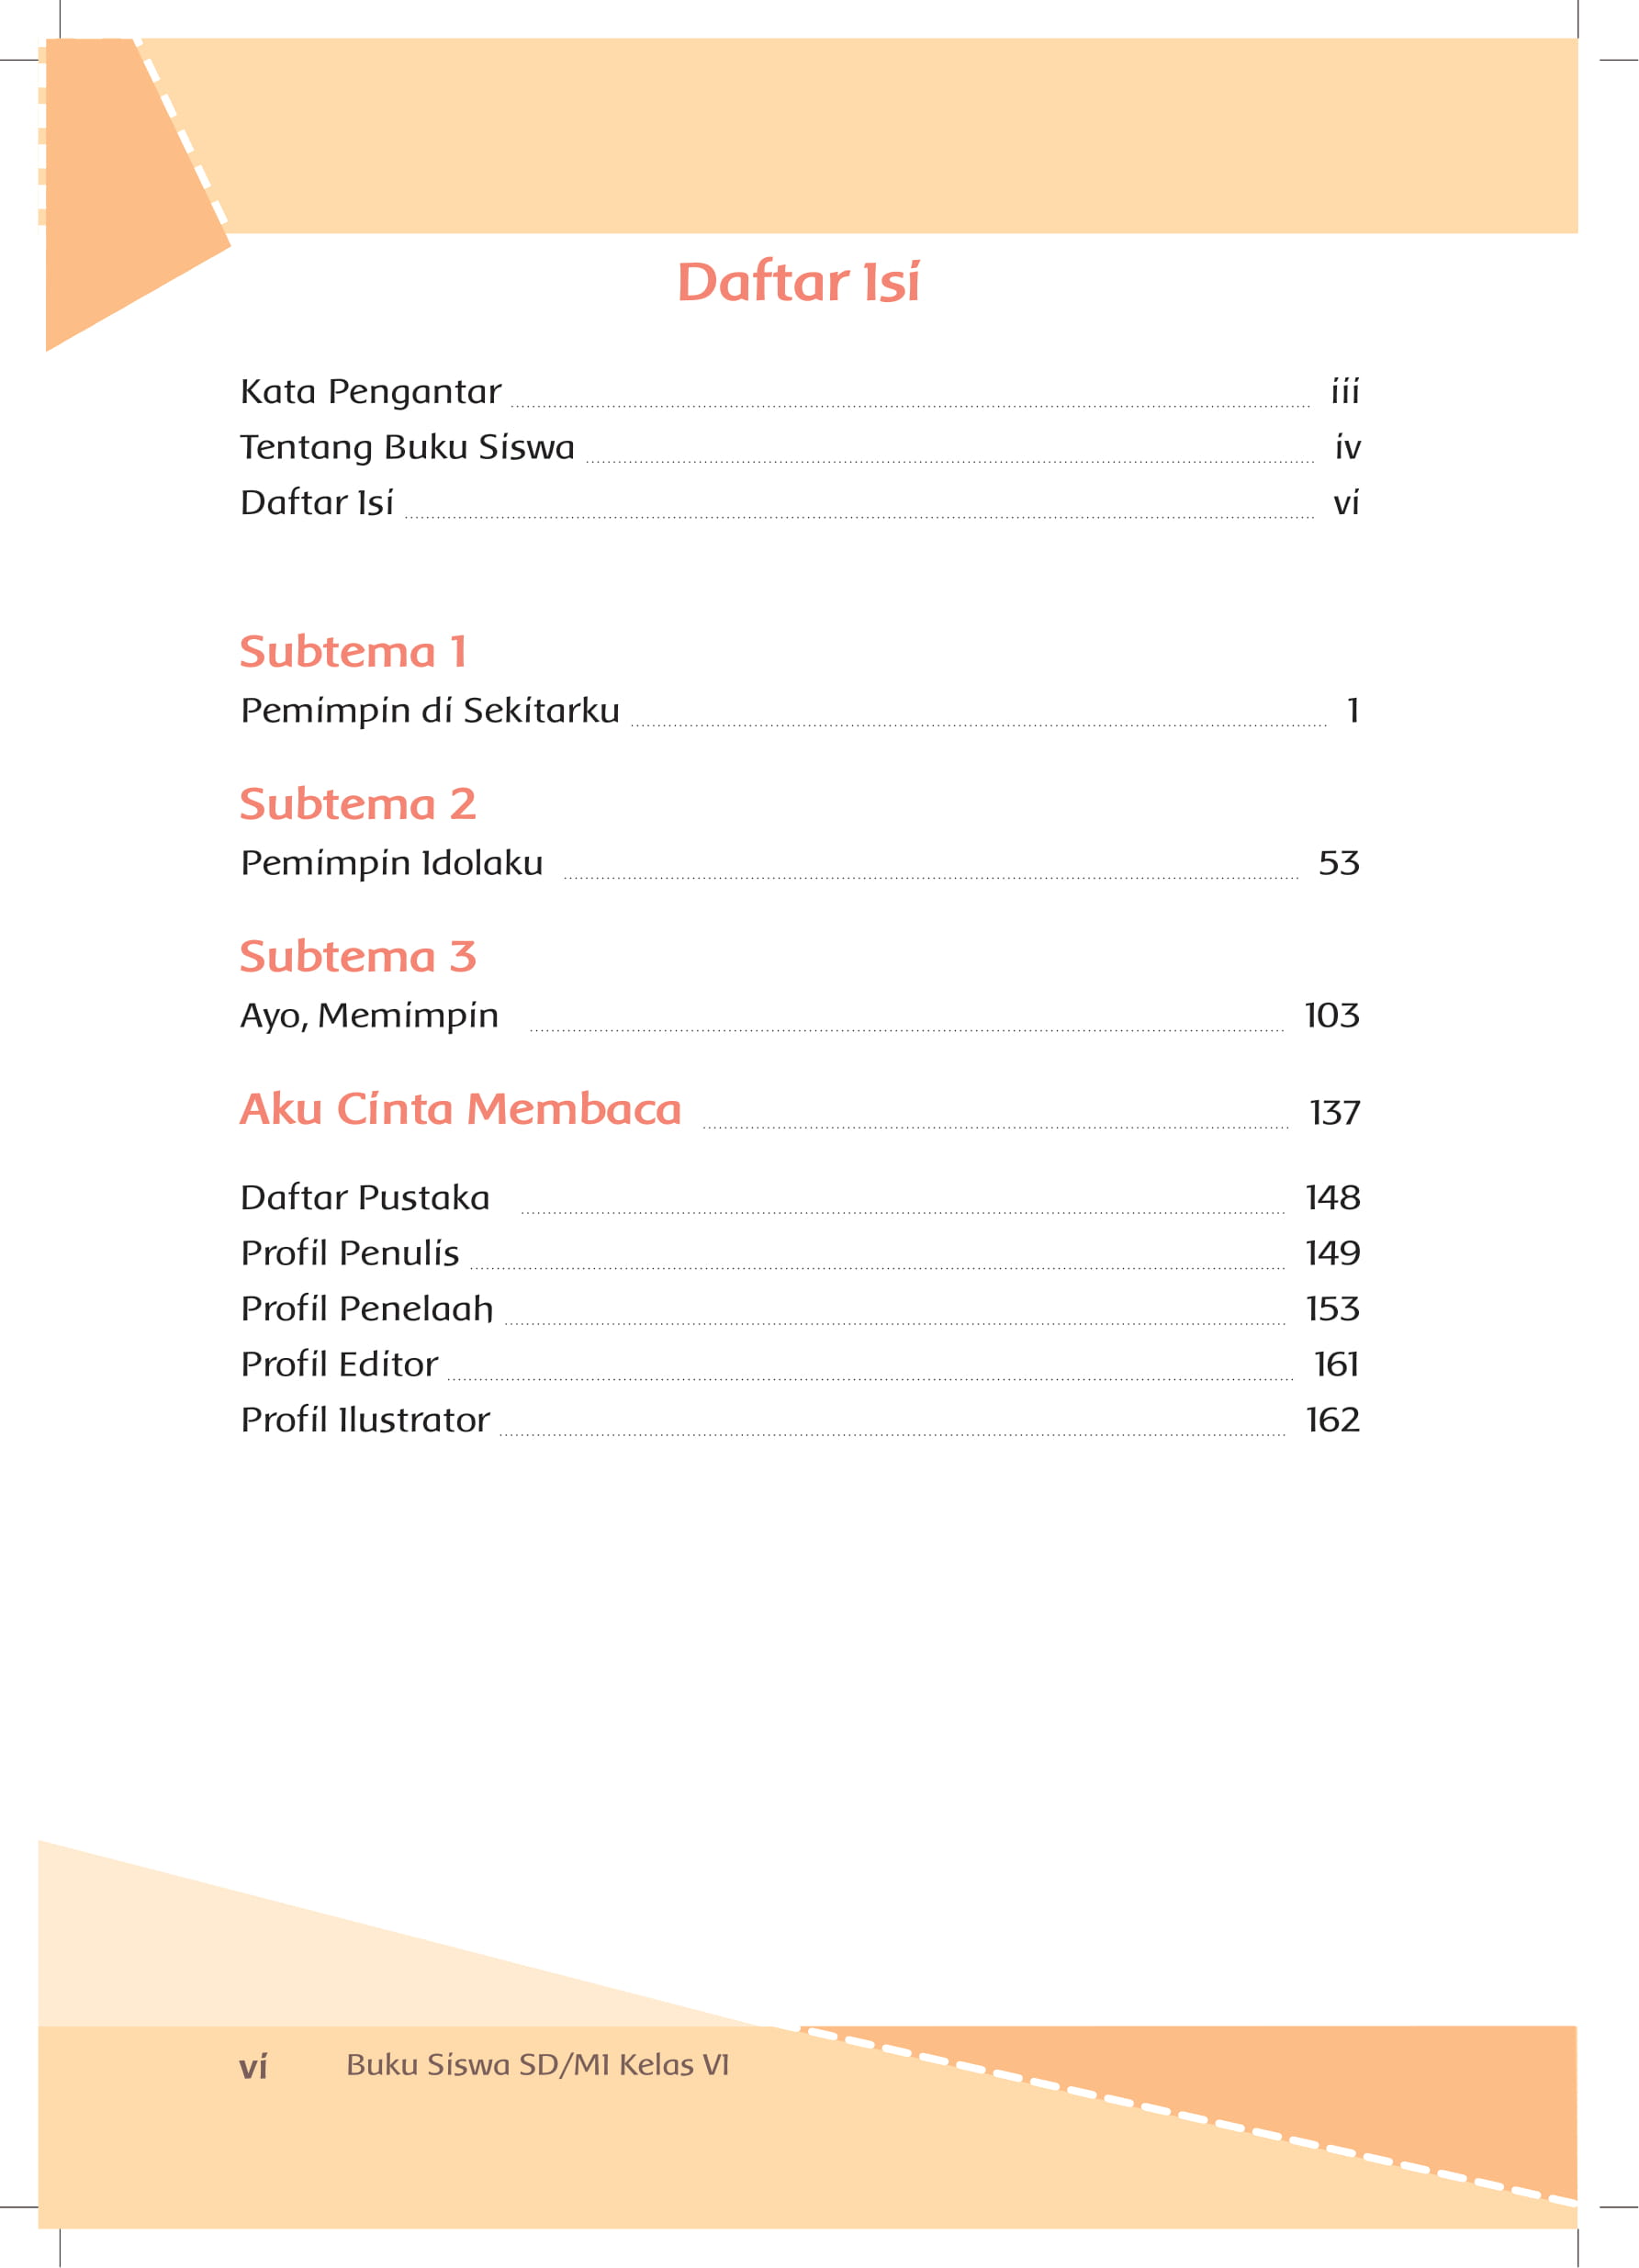 Daftar Isi
Kata Pengantar iii
Tentang Buku Siswa iv
Daftar Isi vi
Subtema 1
Pemimpin di Sekitarku 1
Subtema 2
Pemimpin Idolaku 53
Subtema 3
Ayo, Memimpin 103
Aku Cinta Membaca 137
Daftar Pustaka 148
Profil Penulis 149
Profil Penelaah 153
Profil Editor 161
Profil Ilustrator 162
vi Buku Siswa SD/MI Kelas VI